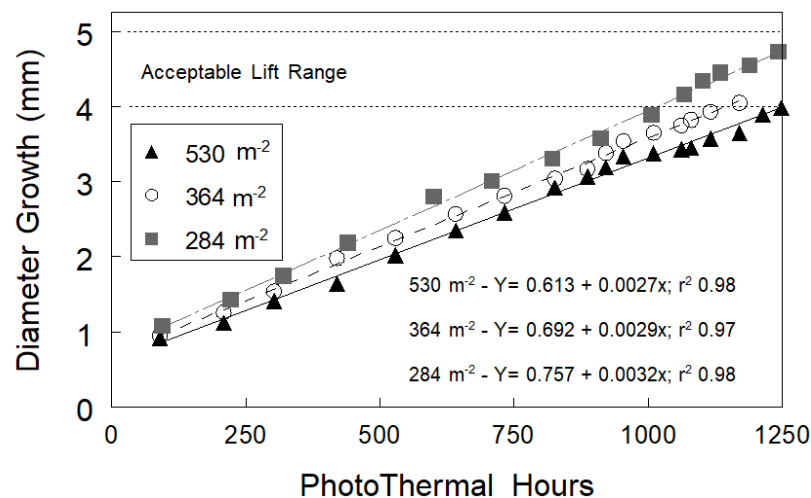 5
Acceptable Lift Range
4
530 m-2
364 m-2
284 m-2
3
2
530 m-2 - Y= 0.613 + 0.0027x; r2 0.98
364 m-2 - Y= 0.692 + 0.0029x; r2 0.97
284 m-2 - Y= 0.757 + 0.0032x; r2 0.98
1
0
Diameter Growth (mm)
0 250 500 750 1000 1250
PhotoThermal Hours